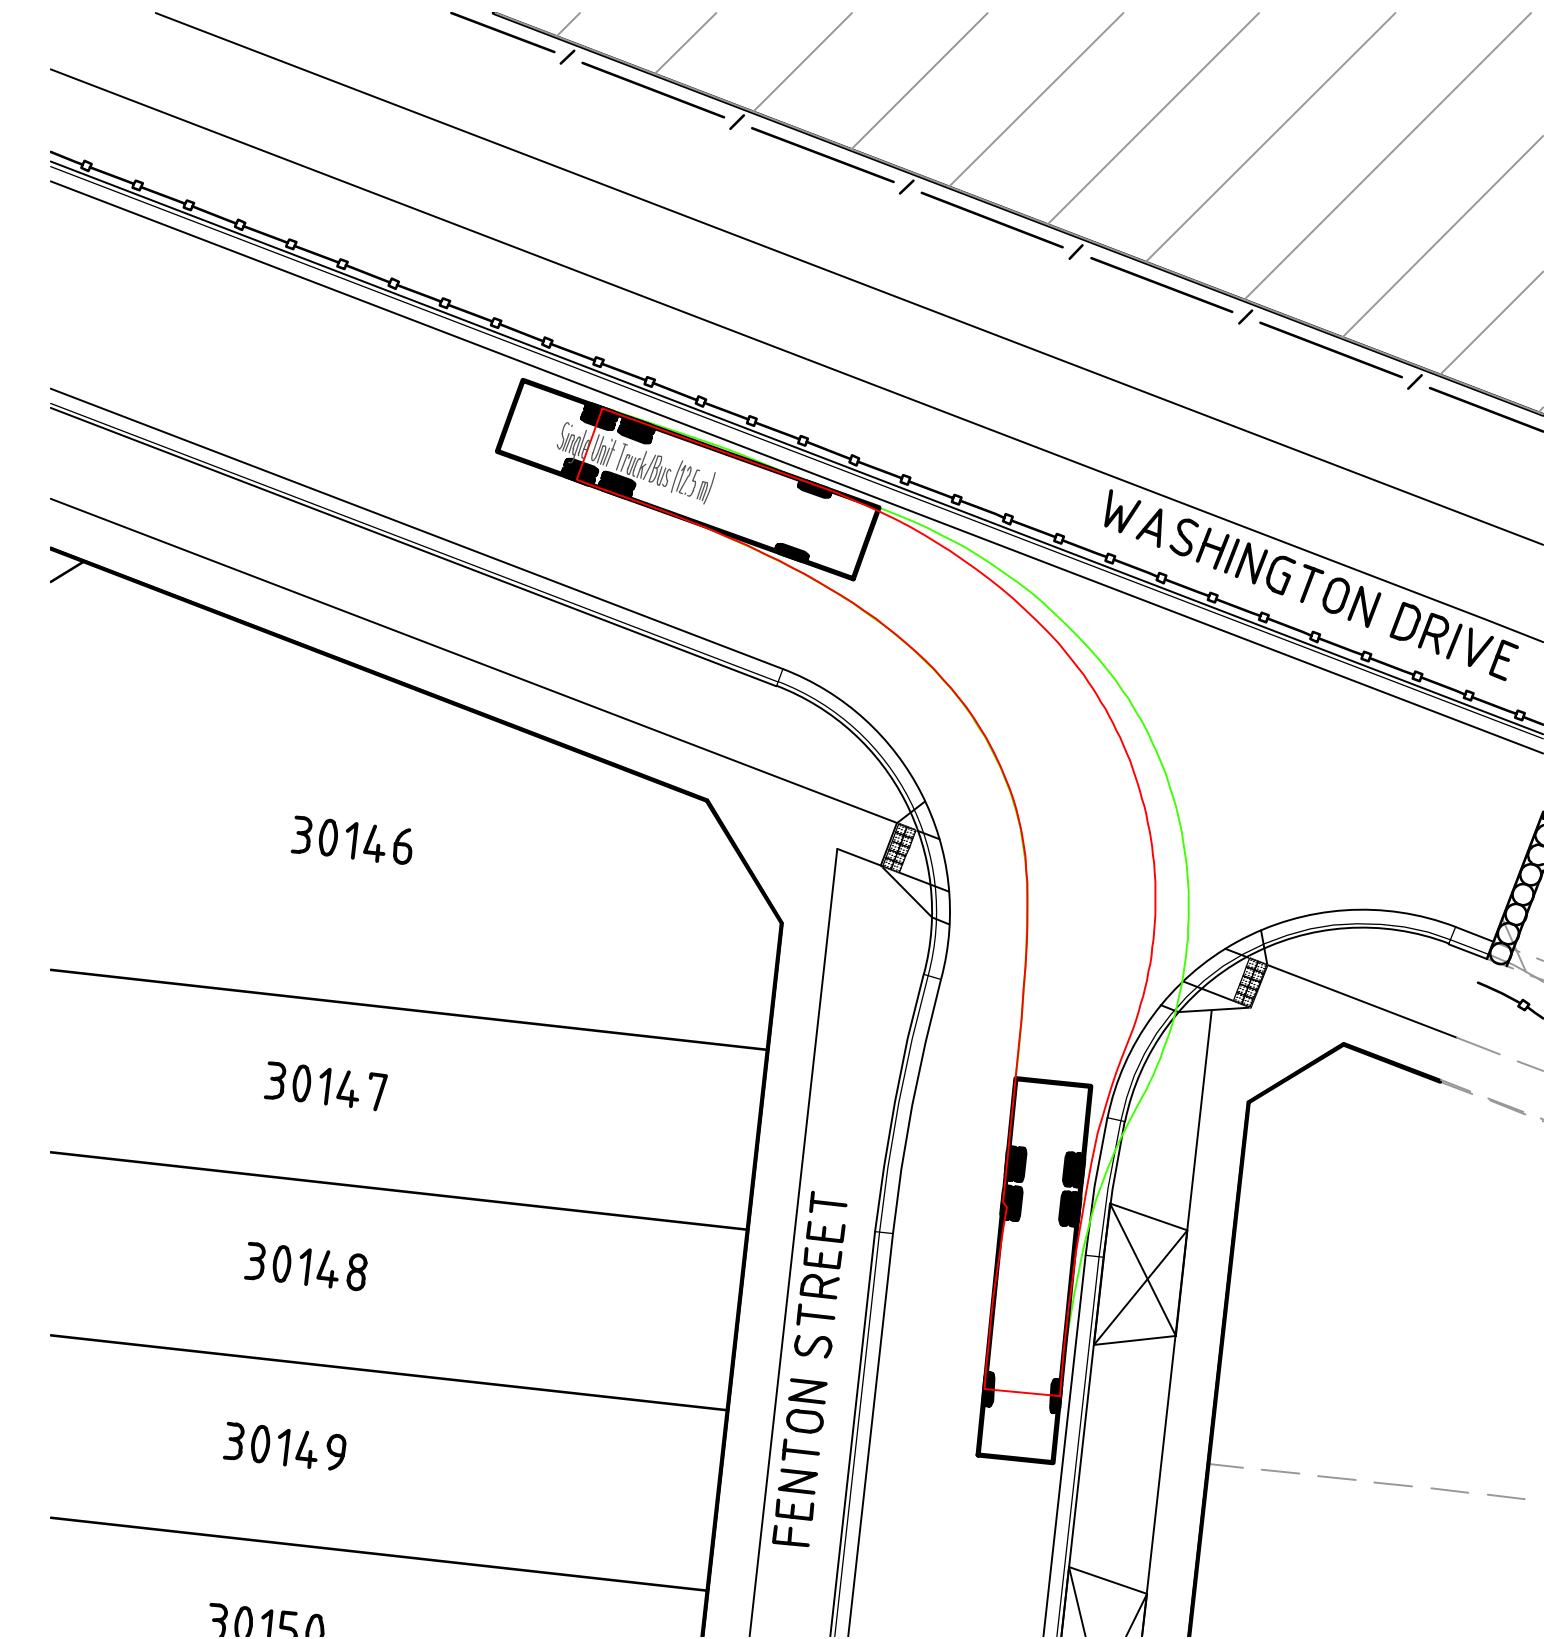 Single Unit Truck/Bus (12.5 m)
WASHINGTON DRIVE
30146
30147
30148
FENTON STREET
30149
30150